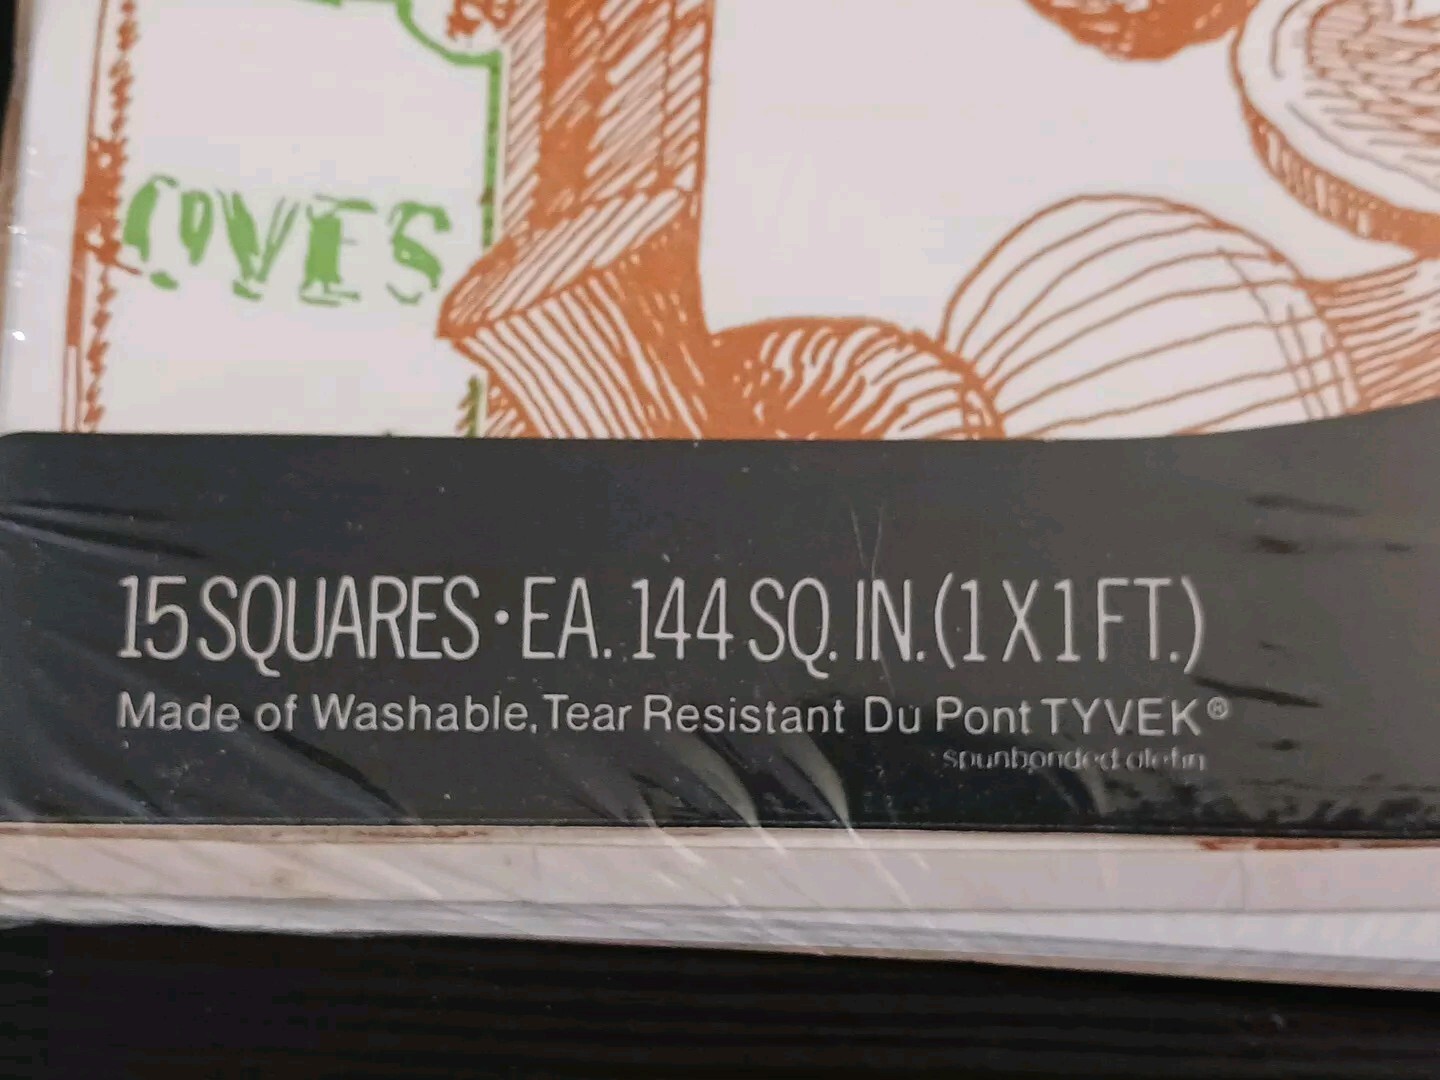 COVES
15 SQUARES · EA. 144 SQ. IN. (1 X 1 FT.)
Made of Washable, Tear Resistant Du Pont TYVEK®
spunbonded olefin